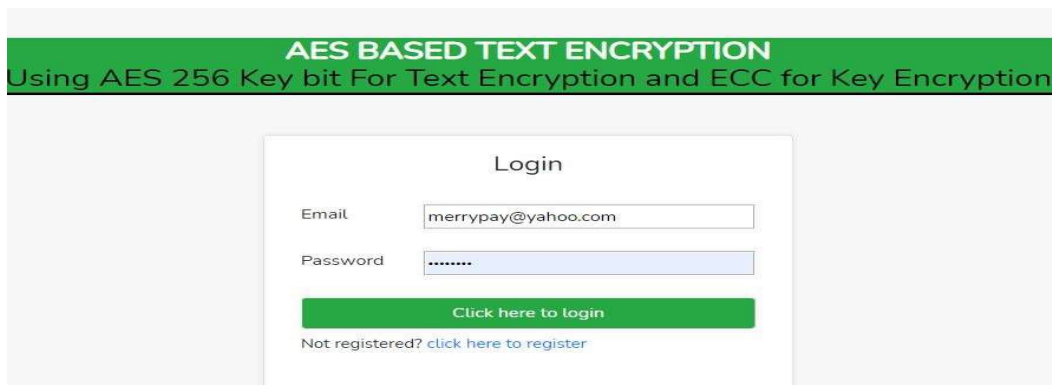 AES BASED TEXT ENCRYPTION
Using AES 256 Key bit For Text Encryption and ECC for Key Encryption
Login
Email merrypay@yahoo.com
Password ••••••••
Click here to login
Not registered? click here to register